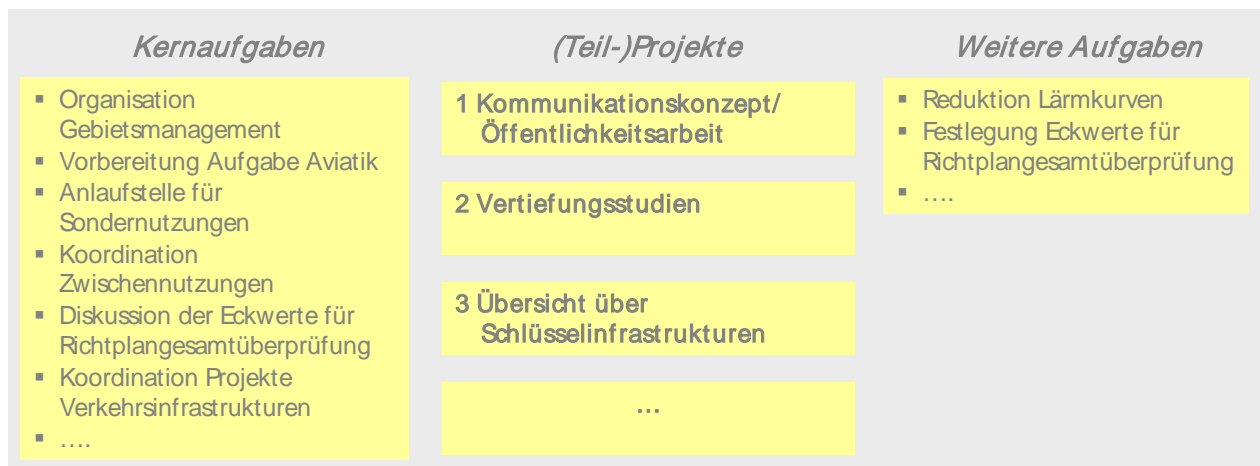 Kernaufgaben
▪ Organisation
Gebietsmanagement
▪ Vorbereitung Aufgabe Aviatik
▪ Anlaufstelle für
Sondernutzungen
▪ Koordination
Zwischennutzungen
▪ Diskussion der Eckwerte für
Richtplangesamtüberprüfung
▪ Koordination Projekte
Verkehrsinfrastrukturen
▪ ….
(Teil-)Projekte
1 Kommunikationskonzept/
Öffentlichkeitsarbeit
2 Vertiefungsstudien
3 Übersicht über
Schlüsselinfrastrukturen
…
Weitere Aufgaben
▪ Reduktion Lärmkurven
▪ Festlegung Eckwerte für
Richtplangesamtüberprüfung
▪ ….